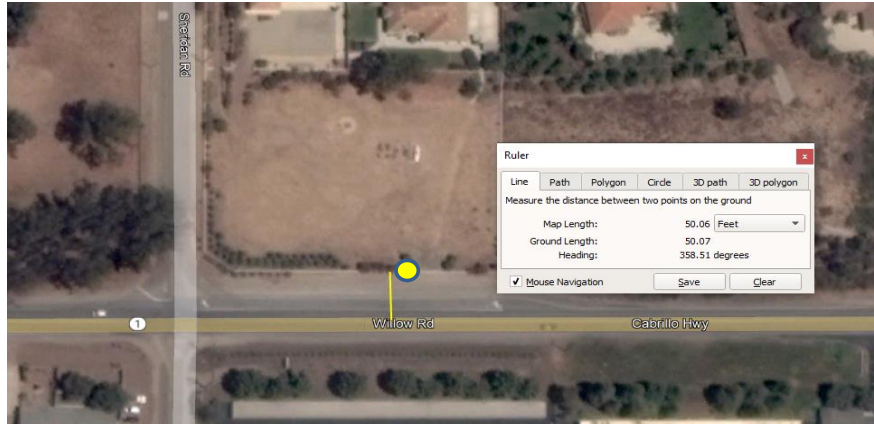 Sheridan Rd
Ruler
x
Line Path Polygon Circle 3D path 3D polygon
Measure the distance between two points on the ground
Map Length: 50.06 Feet
Ground Length: 50.07
Heading: 358.51 degrees
Mouse Navigation Save Clear
1 Willow Rd Cabrillo Hwy